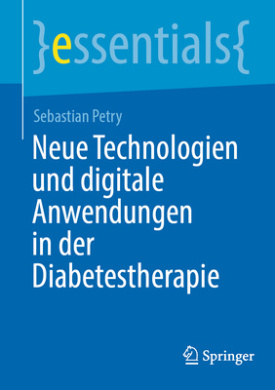 }essentials{
Sebastian Petry
Neue Technologien
und digitale
Anwendungen
in der
Diabetestherapie
Springer